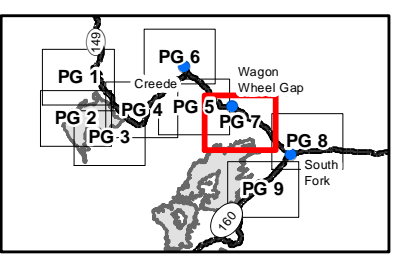 149
PG 6
PG 1
Creede
Wagon
Wheel Gap
PG 2
PG 4
PG 5
PG 3
PG 7
PG 8
South
Fork
PG 9
160